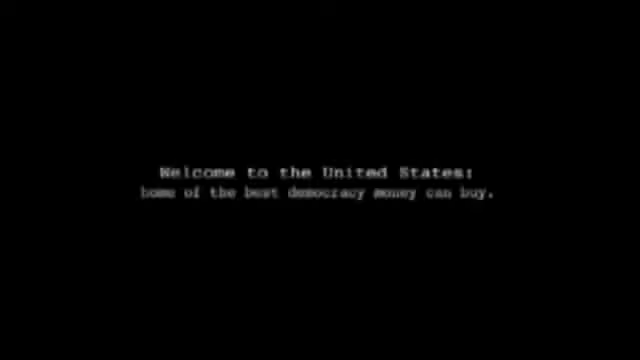 Welcome to the United States:
home of the best democracy money can buy.